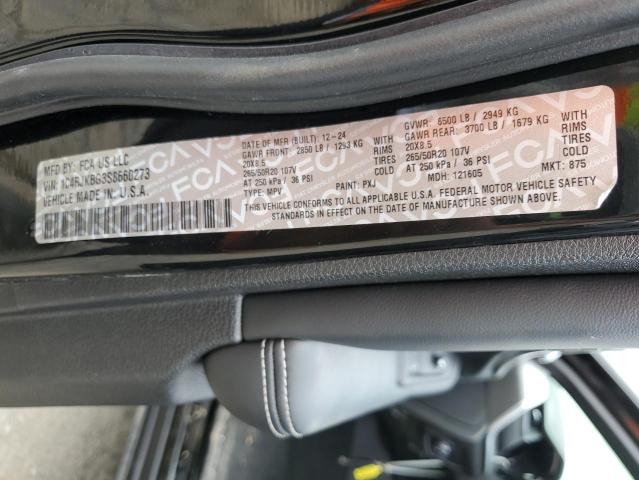 MFD BY: FCA US LLC
DATE OF MFR (BUILT): 12-24
GVWR: 6500 LB / 2949 KG
GAWR FRONT: 2850 LB / 1293 KG WITH
GAWR REAR: 3700 LB / 1679 KG WITH
20X8.5 RIMS
20X8.5 RIMS
265/50R20 107V TIRES
265/50R20 107V TIRES
AT 250 kPa / 36 PSI COLD
AT 250 kPa / 36 PSI COLD
VIN: 1C4RJKBG3S8660273
TYPE: MPV
PAINT: PXJ
MDH: 121605
MKT: 875
VEHICLE MADE IN: U.S.A.
THIS VEHICLE CONFORMS TO ALL APPLICABLE U.S.A. FEDERAL MOTOR VEHICLE SAFETY
STANDARDS IN EFFECT ON THE DATE OF MANUFACTURE SHOWN ABOVE.